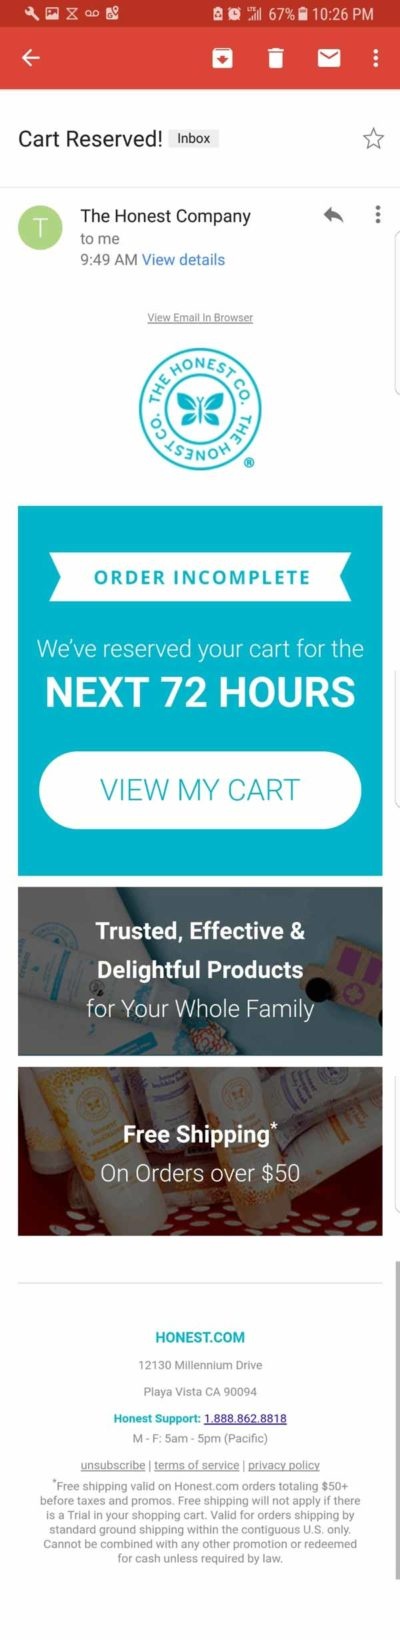 67% 10:26 PM
Cart Reserved! Inbox
T
The Honest Company
to me
9:49 AM View details
View Email In Browser
THE HONEST CO. THE HONEST CO.
®
ORDER INCOMPLETE
We've reserved your cart for the
NEXT 72 HOURS
VIEW MY CART
Trusted, Effective &
Delightful Products
for Your Whole Family
Free Shipping*
On Orders over $50
HONEST.COM
12130 Millennium Drive
Playa Vista CA 90094
Honest Support: 1.888.862.8818
M - F: 5am - 5pm (Pacific)
unsubscribe | terms of service | privacy policy
*Free shipping valid on Honest.com orders totaling $50+
before taxes and promos. Free shipping will not apply if there
is a Trial in your shopping cart. Valid for orders shipping by
standard ground shipping within the contiguous U.S. only.
Cannot be combined with any other promotion or redeemed
for cash unless required by law.